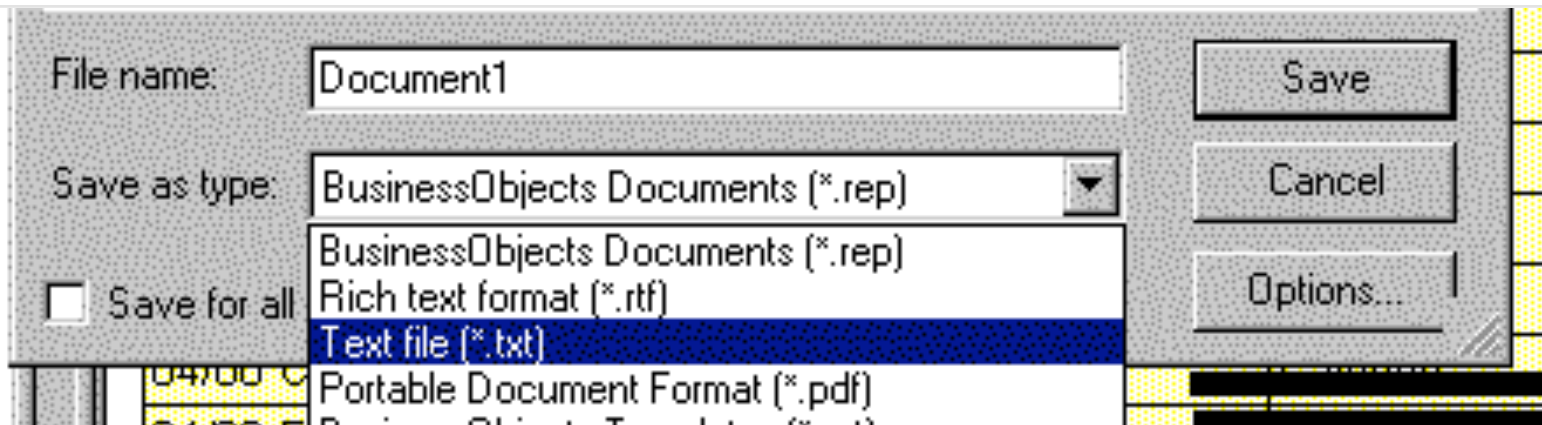 File name:
Document1
Save
Save as type:
BusinessObjects Documents (*.rep)
Cancel
BusinessObjects Documents (*.rep)
Rich text format (*.rtf)
Text file (*.txt)
Portable Document Format (*.pdf)
Save for all
Options...